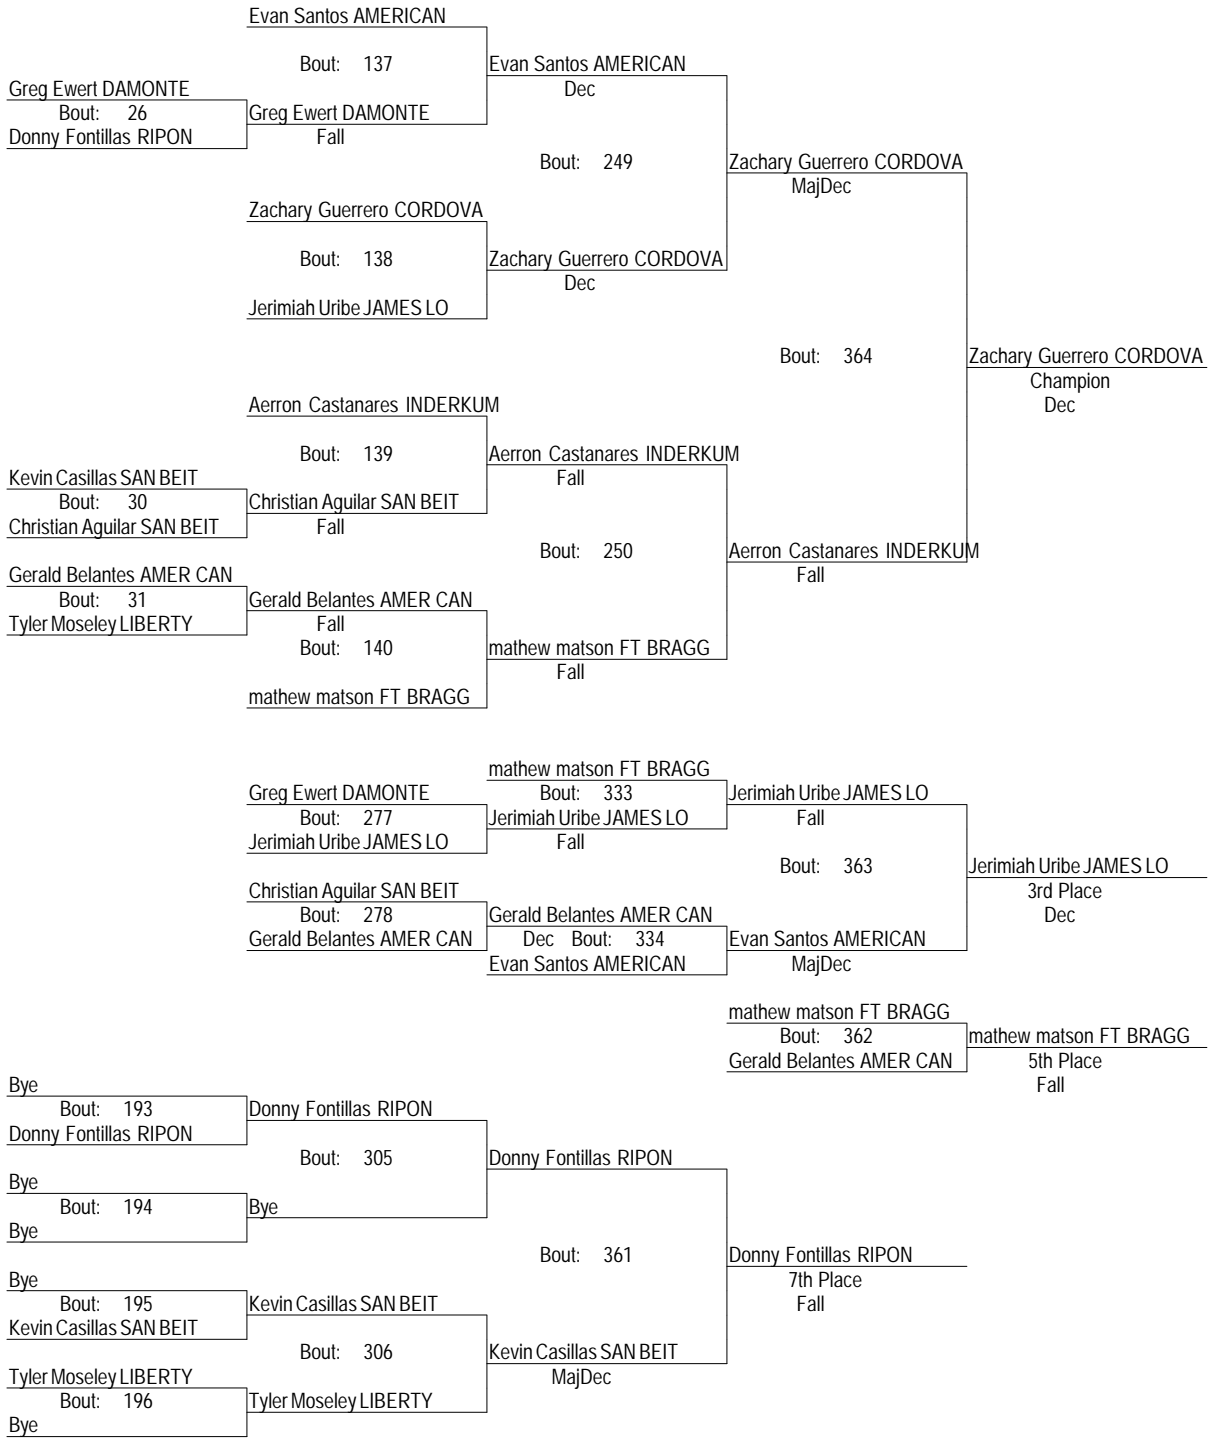 Evan Santos AMERICAN
Bout: 137
Evan Santos AMERICAN
Greg Ewert DAMONTE
Dec
Bout: 26
Greg Ewert DAMONTE
Donny Fontillas RIPON
Fall
Bout: 249
Zachary Guerrero CORDOVA
MajDec
Zachary Guerrero CORDOVA
Bout: 138
Zachary Guerrero CORDOVA
Dec
Jerimiah Uribe JAMES LO
Bout: 364
Zachary Guerrero CORDOVA
Champion
Dec
Aerron Castanares INDERKUM
Bout: 139
Aerron Castanares INDERKUM
Fall
Kevin Casillas SAN BEIT
Bout: 30
Christian Aguilar SAN BEIT
Christian Aguilar SAN BEIT
Fall
Bout: 250
Aerron Castanares INDERKUM
Fall
Gerald Belantes AMER CAN
Bout: 31
Gerald Belantes AMER CAN
Tyler Moseley LIBERTY
Fall
Bout: 140
mathew matson FT BRAGG
Fall
mathew matson FT BRAGG
mathew matson FT BRAGG
Greg Ewert DAMONTE
Bout: 333
Jerimiah Uribe JAMES LO
Bout: 277
Jerimiah Uribe JAMES LO
Fall
Jerimiah Uribe JAMES LO
Fall
Bout: 363
Jerimiah Uribe JAMES LO
3rd Place
Dec
Christian Aguilar SAN BEIT
Bout: 278
Gerald Belantes AMER CAN
Gerald Belantes AMER CAN
Dec Bout: 334
Evan Santos AMERICAN
Evan Santos AMERICAN
MajDec
mathew matson FT BRAGG
Bout: 362
mathew matson FT BRAGG
Gerald Belantes AMER CAN
5th Place
Fall
Bye
Bout: 193
Donny Fontillas RIPON
Donny Fontillas RIPON
Bout: 305
Donny Fontillas RIPON
Bye
Bout: 194
Bye
Bye
Bout: 361
Donny Fontillas RIPON
7th Place
Fall
Bye
Bout: 195
Kevin Casillas SAN BEIT
Kevin Casillas SAN BEIT
Bout: 306
Kevin Casillas SAN BEIT
MajDec
Tyler Moseley LIBERTY
Bout: 196
Tyler Moseley LIBERTY
Bye